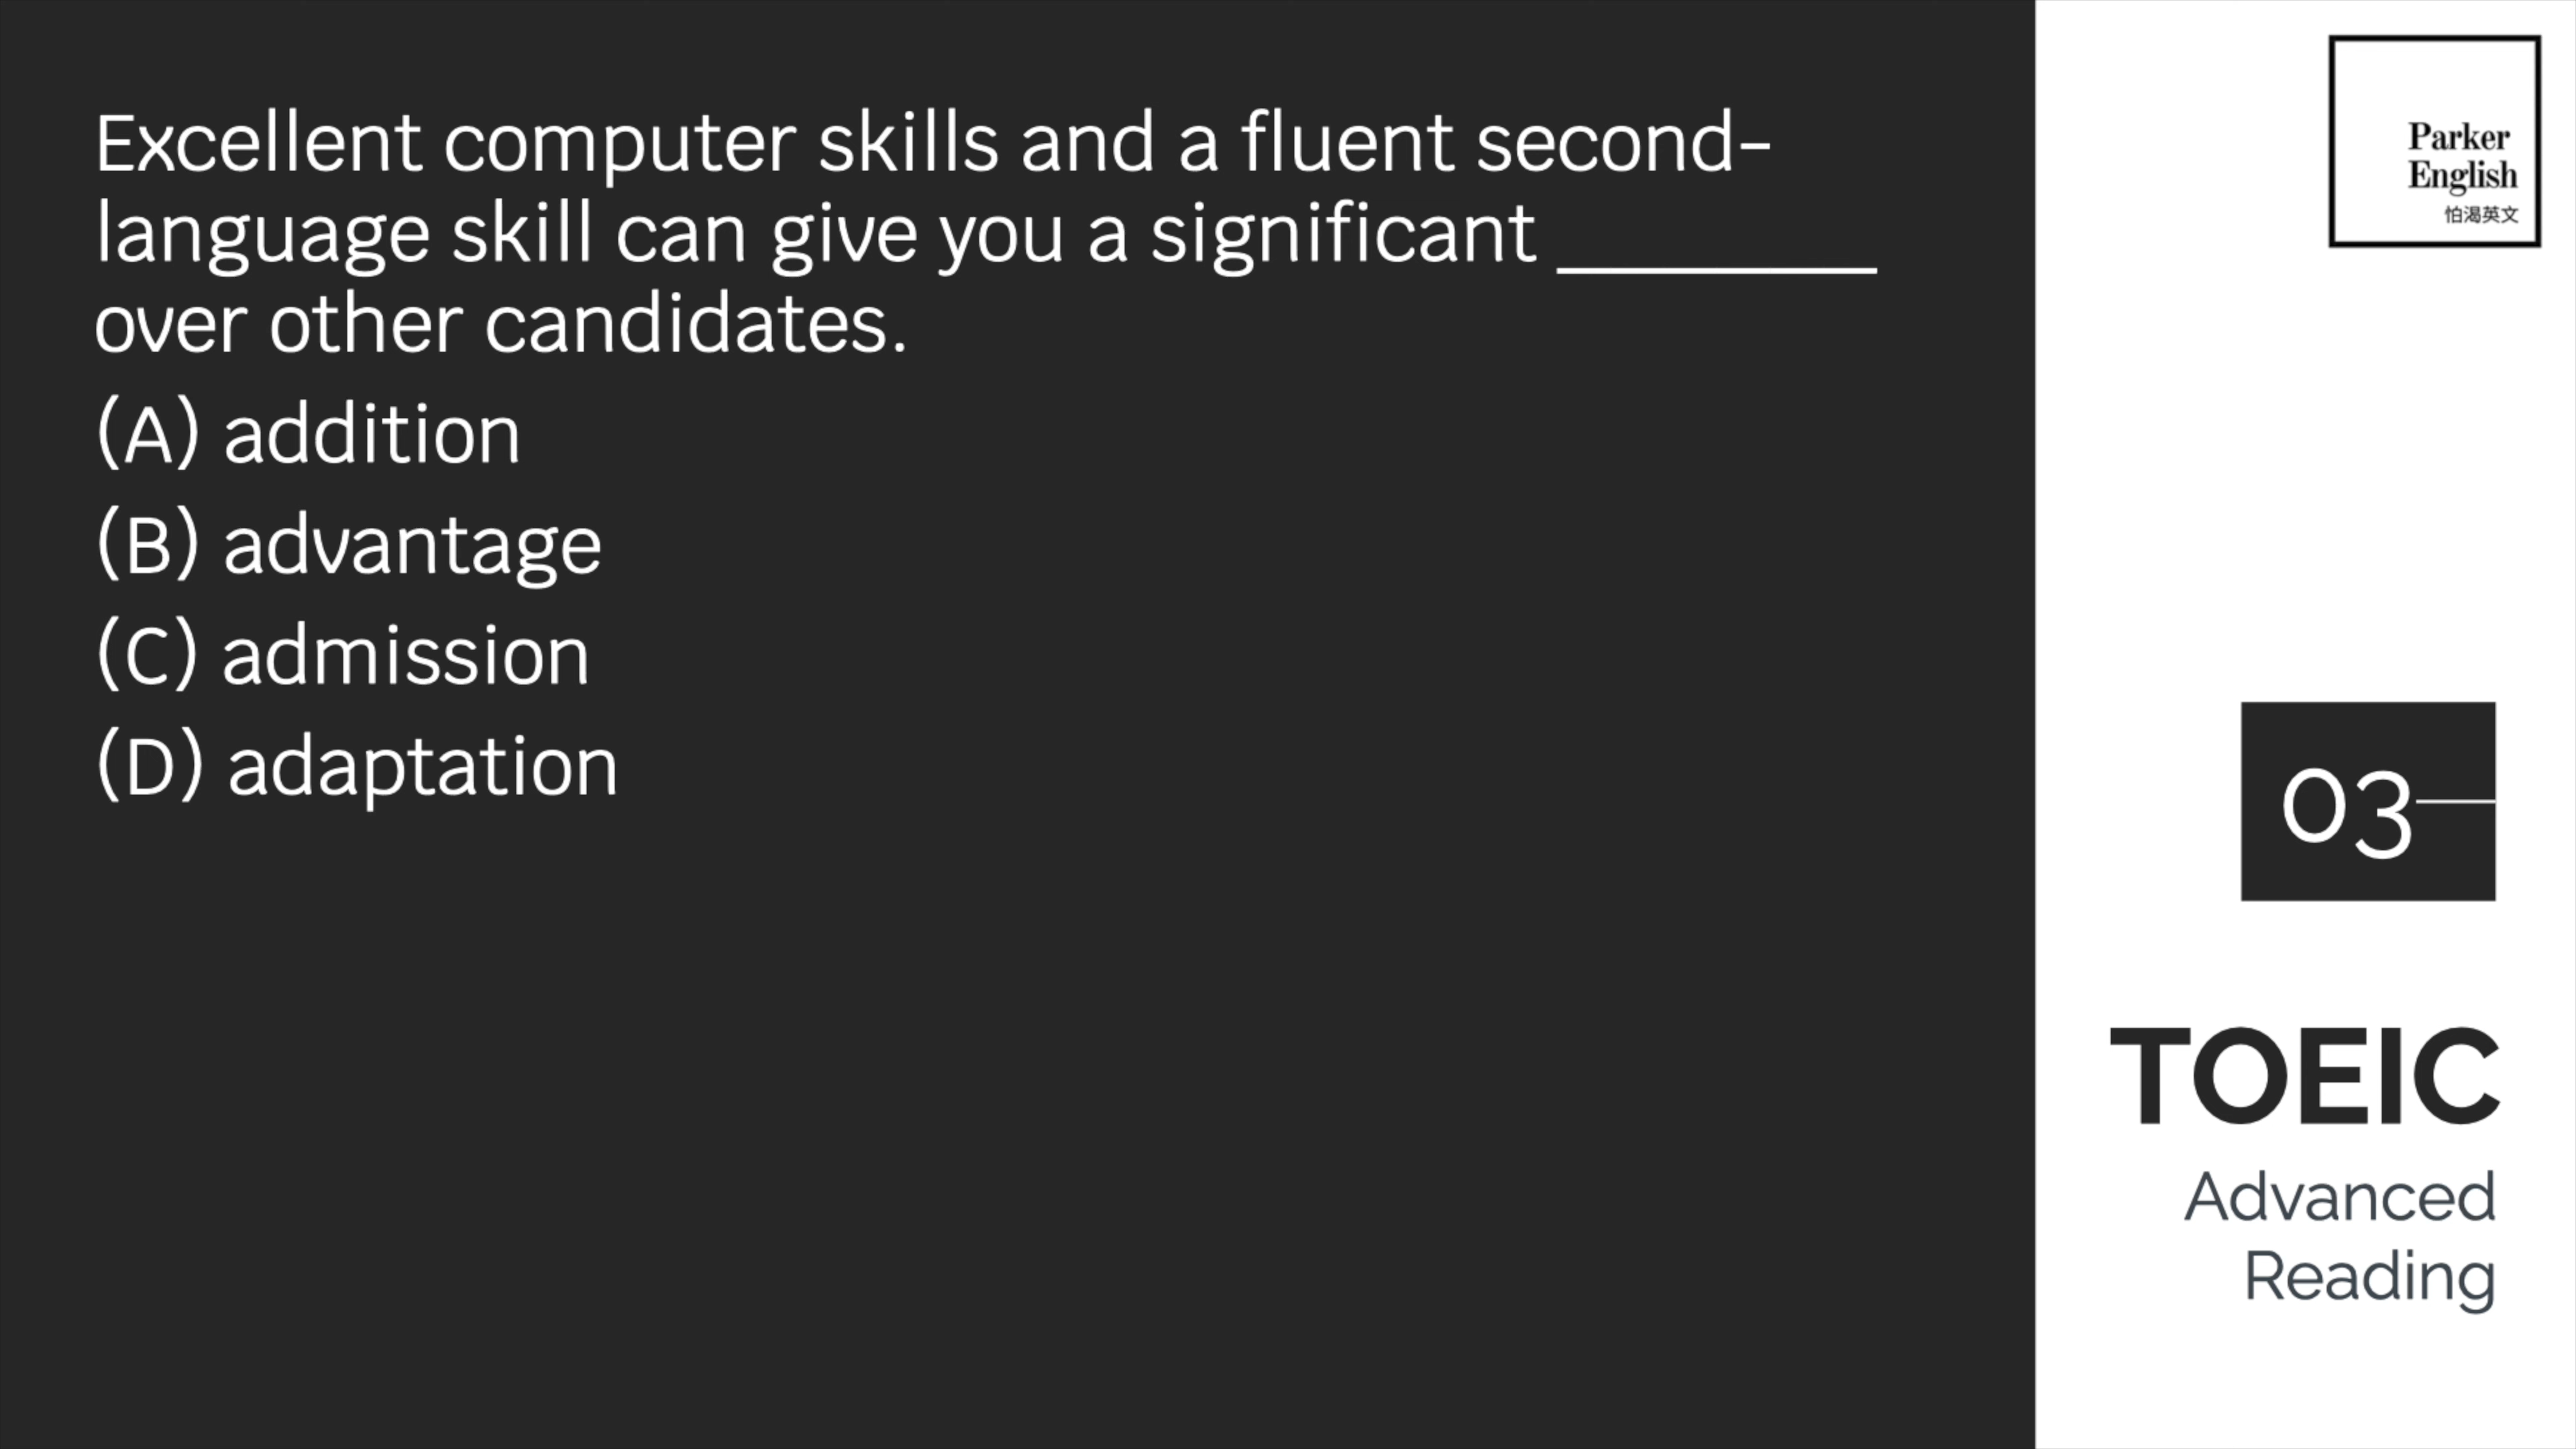 Excellent computer skills and a fluent second-
language skill can give you a significant ________
over other candidates.
(A) addition
(B) advantage
(C) admission
(D) adaptation
Parker
English
怕渴英文
03
TOEIC
Advanced
Reading